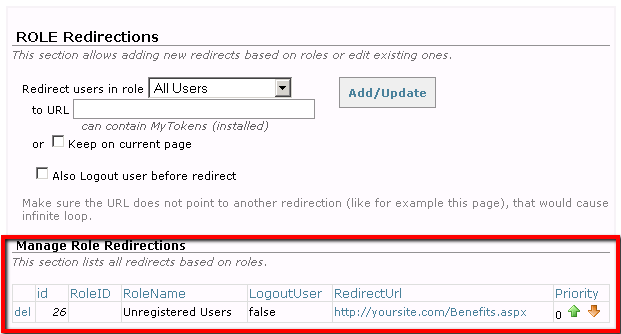 ROLE Redirections
This section allows adding new redirects based on roles or edit existing ones.
Redirect users in role All Users Add/Update
to URL
can contain MyTokens (installed)
or Keep on current page
Also Logout user before redirect
Make sure the URL does not point to another redirection (like for example this page), that would cause
infinite loop.
Manage Role Redirections
This section lists all redirects based on roles.
id RoleID RoleName LogoutUser RedirectUrl Priority
del 26 Unregistered Users false http://yoursite.com/Benefits.aspx 0